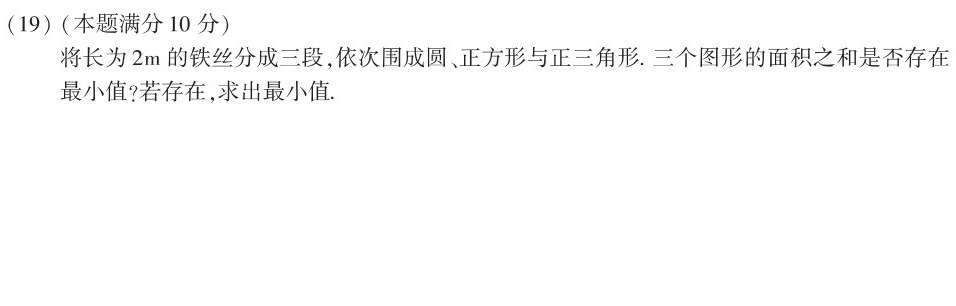 (19) (本题满分 10 分)
将长为 2m 的铁丝分成三段,依次围成圆、正方形与正三角形. 三个图形的面积之和是否存在
最小值?若存在,求出最小值.